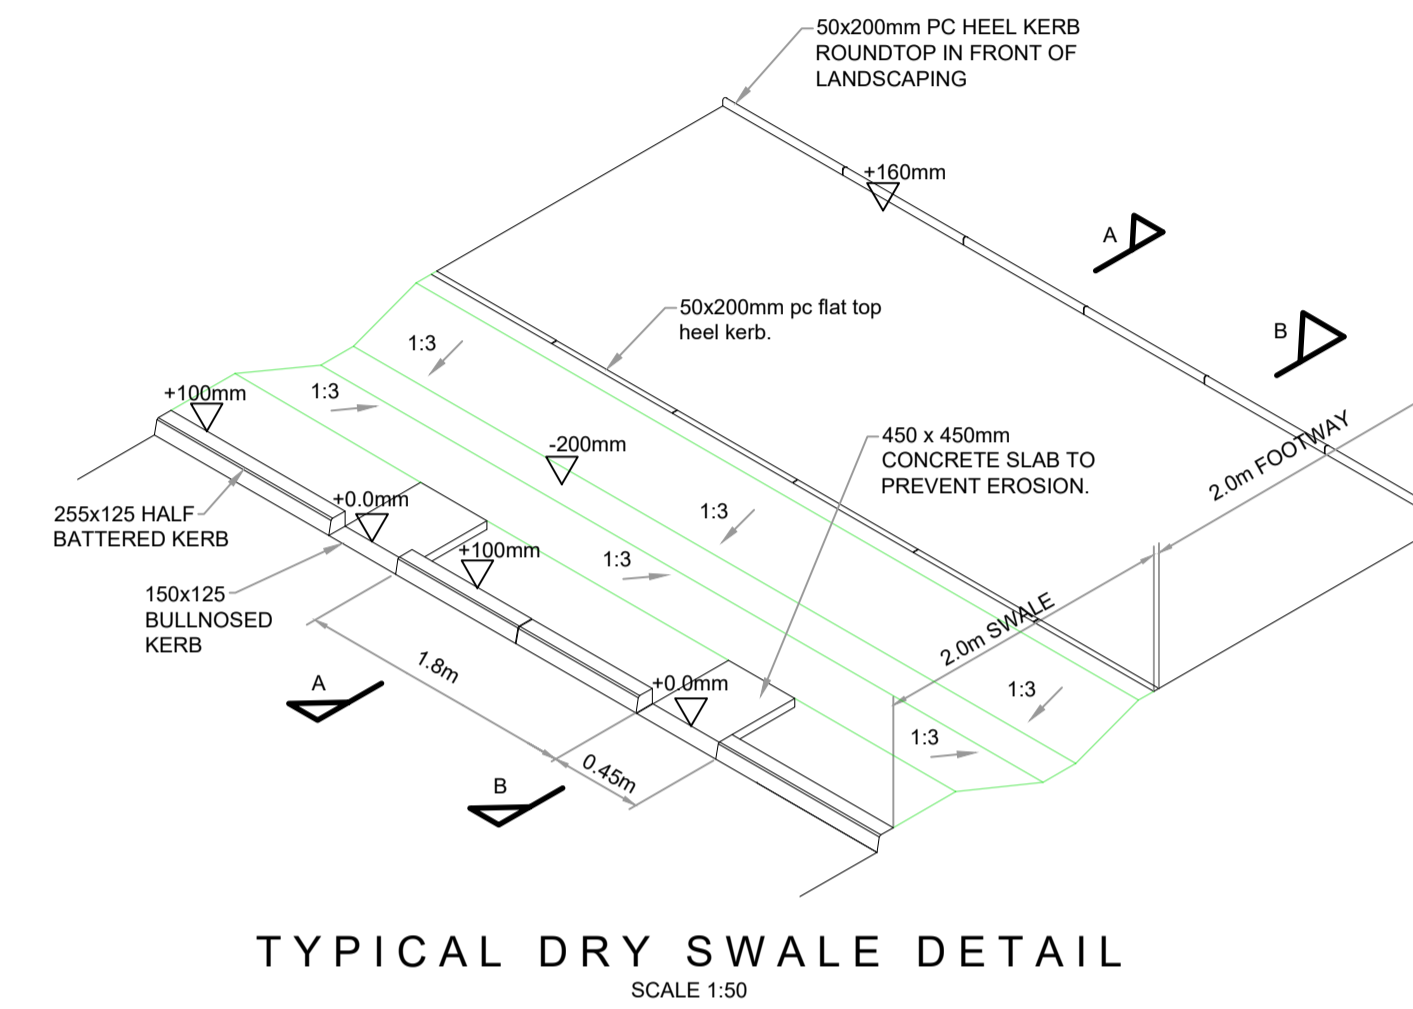 50x200mm PC HEEL KERB
ROUNDTOP IN FRONT OF
LANDSCAPING
+160mm
A
B
50x200mm pc flat top
heel kerb.
1:3
1:3
+100mm
-200mm
450 x 450mm
CONCRETE SLAB TO
PREVENT EROSION.
2.0m FOOTWAY
255x125 HALF
BATTERED KERB
+0.0mm
1:3
+100mm
1:3
150x125
BULLNOSED
KERB
2.0m SWALE
1.8m
A
+0.0mm
1:3
1:3
0.45m
B
TYPICAL DRY SWALE DETAIL
SCALE 1:50